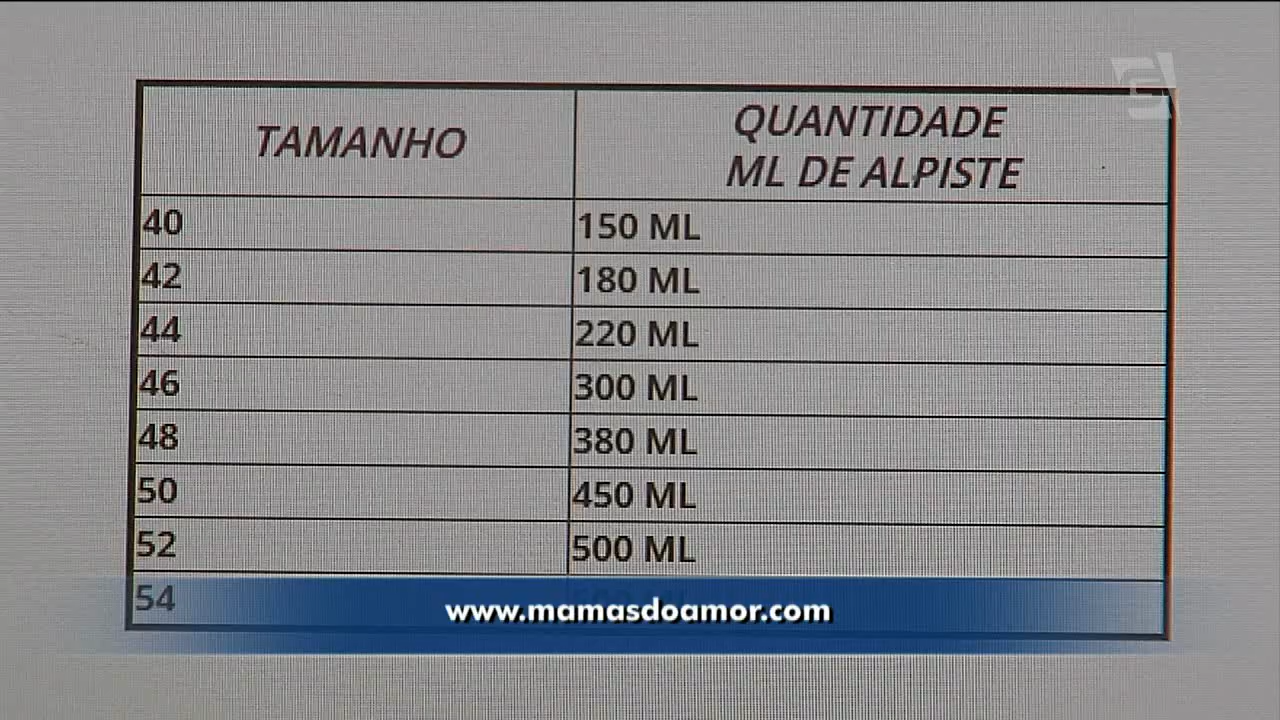 TAMANHO
QUANTIDADE
ML DE ALPISTE
40
150 ML
42
180 ML
44
220 ML
46
300 ML
48
380 ML
50
450 ML
52
500 ML
54
www.mamasdoamor.com